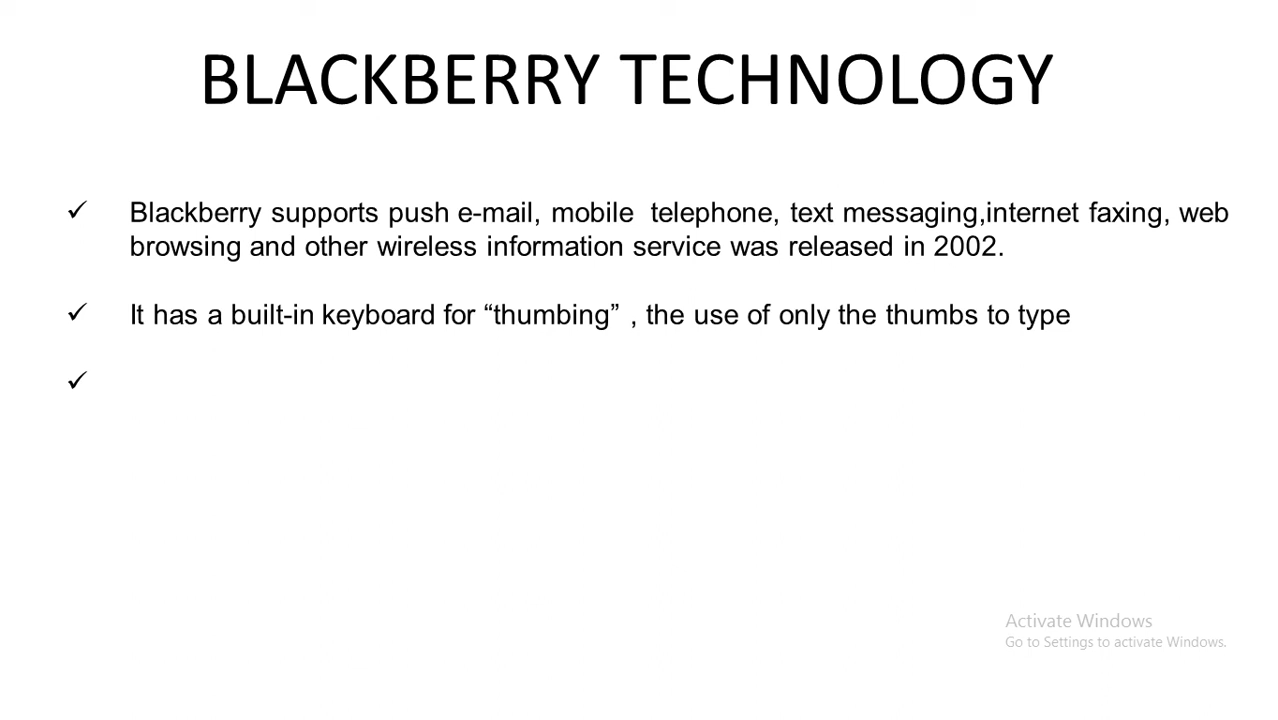 BLACKBERRY TECHNOLOGY
✓ Blackberry supports push e-mail, mobile telephone, text messaging,internet faxing, web
browsing and other wireless information service was released in 2002.
✓ It has a built-in keyboard for “thumbing” , the use of only the thumbs to type
✓
Activate Windows
Go to Settings to activate Windows.